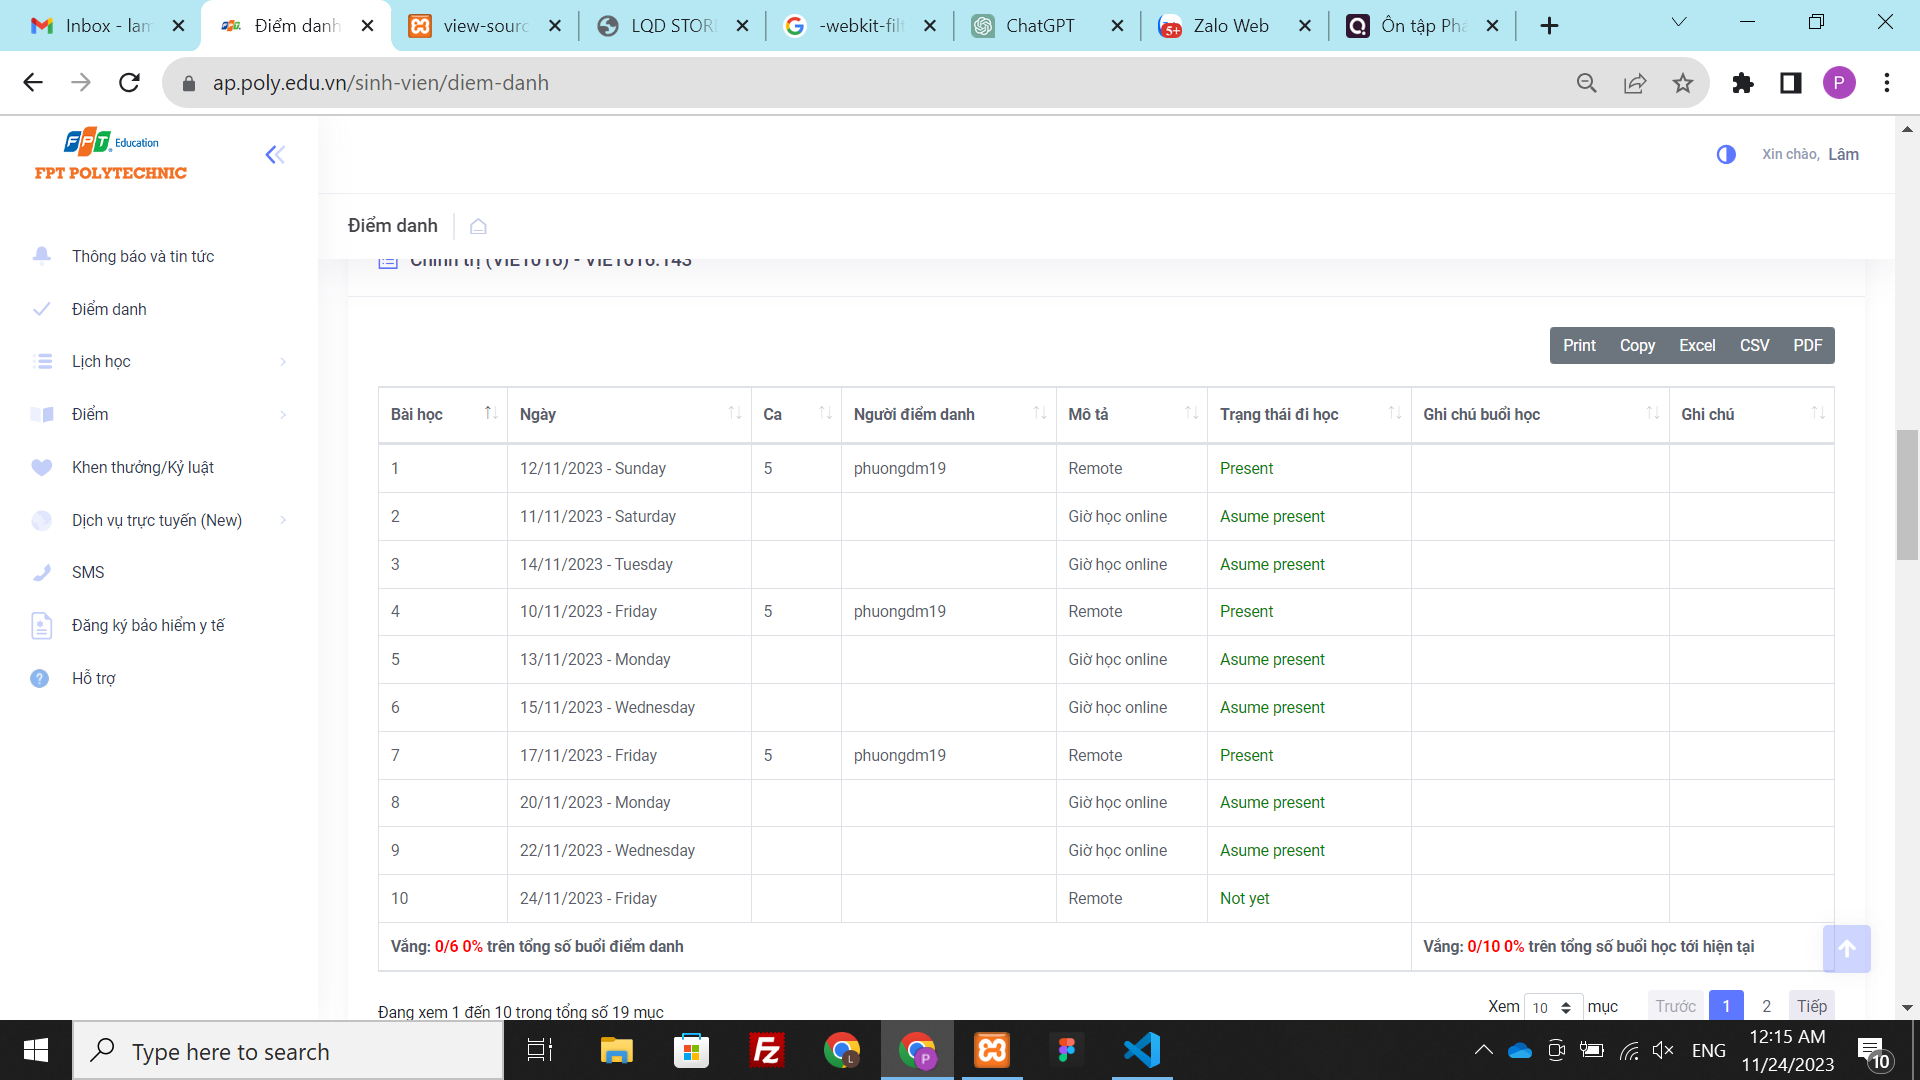 Inbox - lam
Điểm danh
view-sourc
LQD STOR
-webkit-filt
ChatGPT
Zalo Web
Ôn tập Phá
ap.poly.edu.vn/sinh-vien/diem-danh
P
FPT Education
FPT POLYTECHNIC
Xin chào, Lâm
Điểm danh
Thông báo và tin tức
Điểm danh
Lịch học
Điểm
Khen thưởng/Kỷ luật
Dịch vụ trực tuyến (New)
SMS
Đăng ký bảo hiểm y tế
Hỗ trợ
Chính trị (VIE1016) - VIE1016.143
Print Copy Excel CSV PDF
Bài học Ngày Ca Người điểm danh Mô tả Trạng thái đi học Ghi chú buổi học Ghi chú
1 12/11/2023 - Sunday 5 phuongdm19 Remote Present
2 11/11/2023 - Saturday Giờ học online Asume present
3 14/11/2023 - Tuesday Giờ học online Asume present
4 10/11/2023 - Friday 5 phuongdm19 Remote Present
5 13/11/2023 - Monday Giờ học online Asume present
6 15/11/2023 - Wednesday Giờ học online Asume present
7 17/11/2023 - Friday 5 phuongdm19 Remote Present
8 20/11/2023 - Monday Giờ học online Asume present
9 22/11/2023 - Wednesday Giờ học online Asume present
10 24/11/2023 - Friday Remote Not yet
Vắng: 0/6 0% trên tổng số buổi điểm danh Vắng: 0/10 0% trên tổng số buổi học tới hiện tại
Đang xem 1 đến 10 trong tổng số 19 mục Xem 10 mục Trước 1 2 Tiếp
Type here to search
ENG
12:15 AM
11/24/2023
10